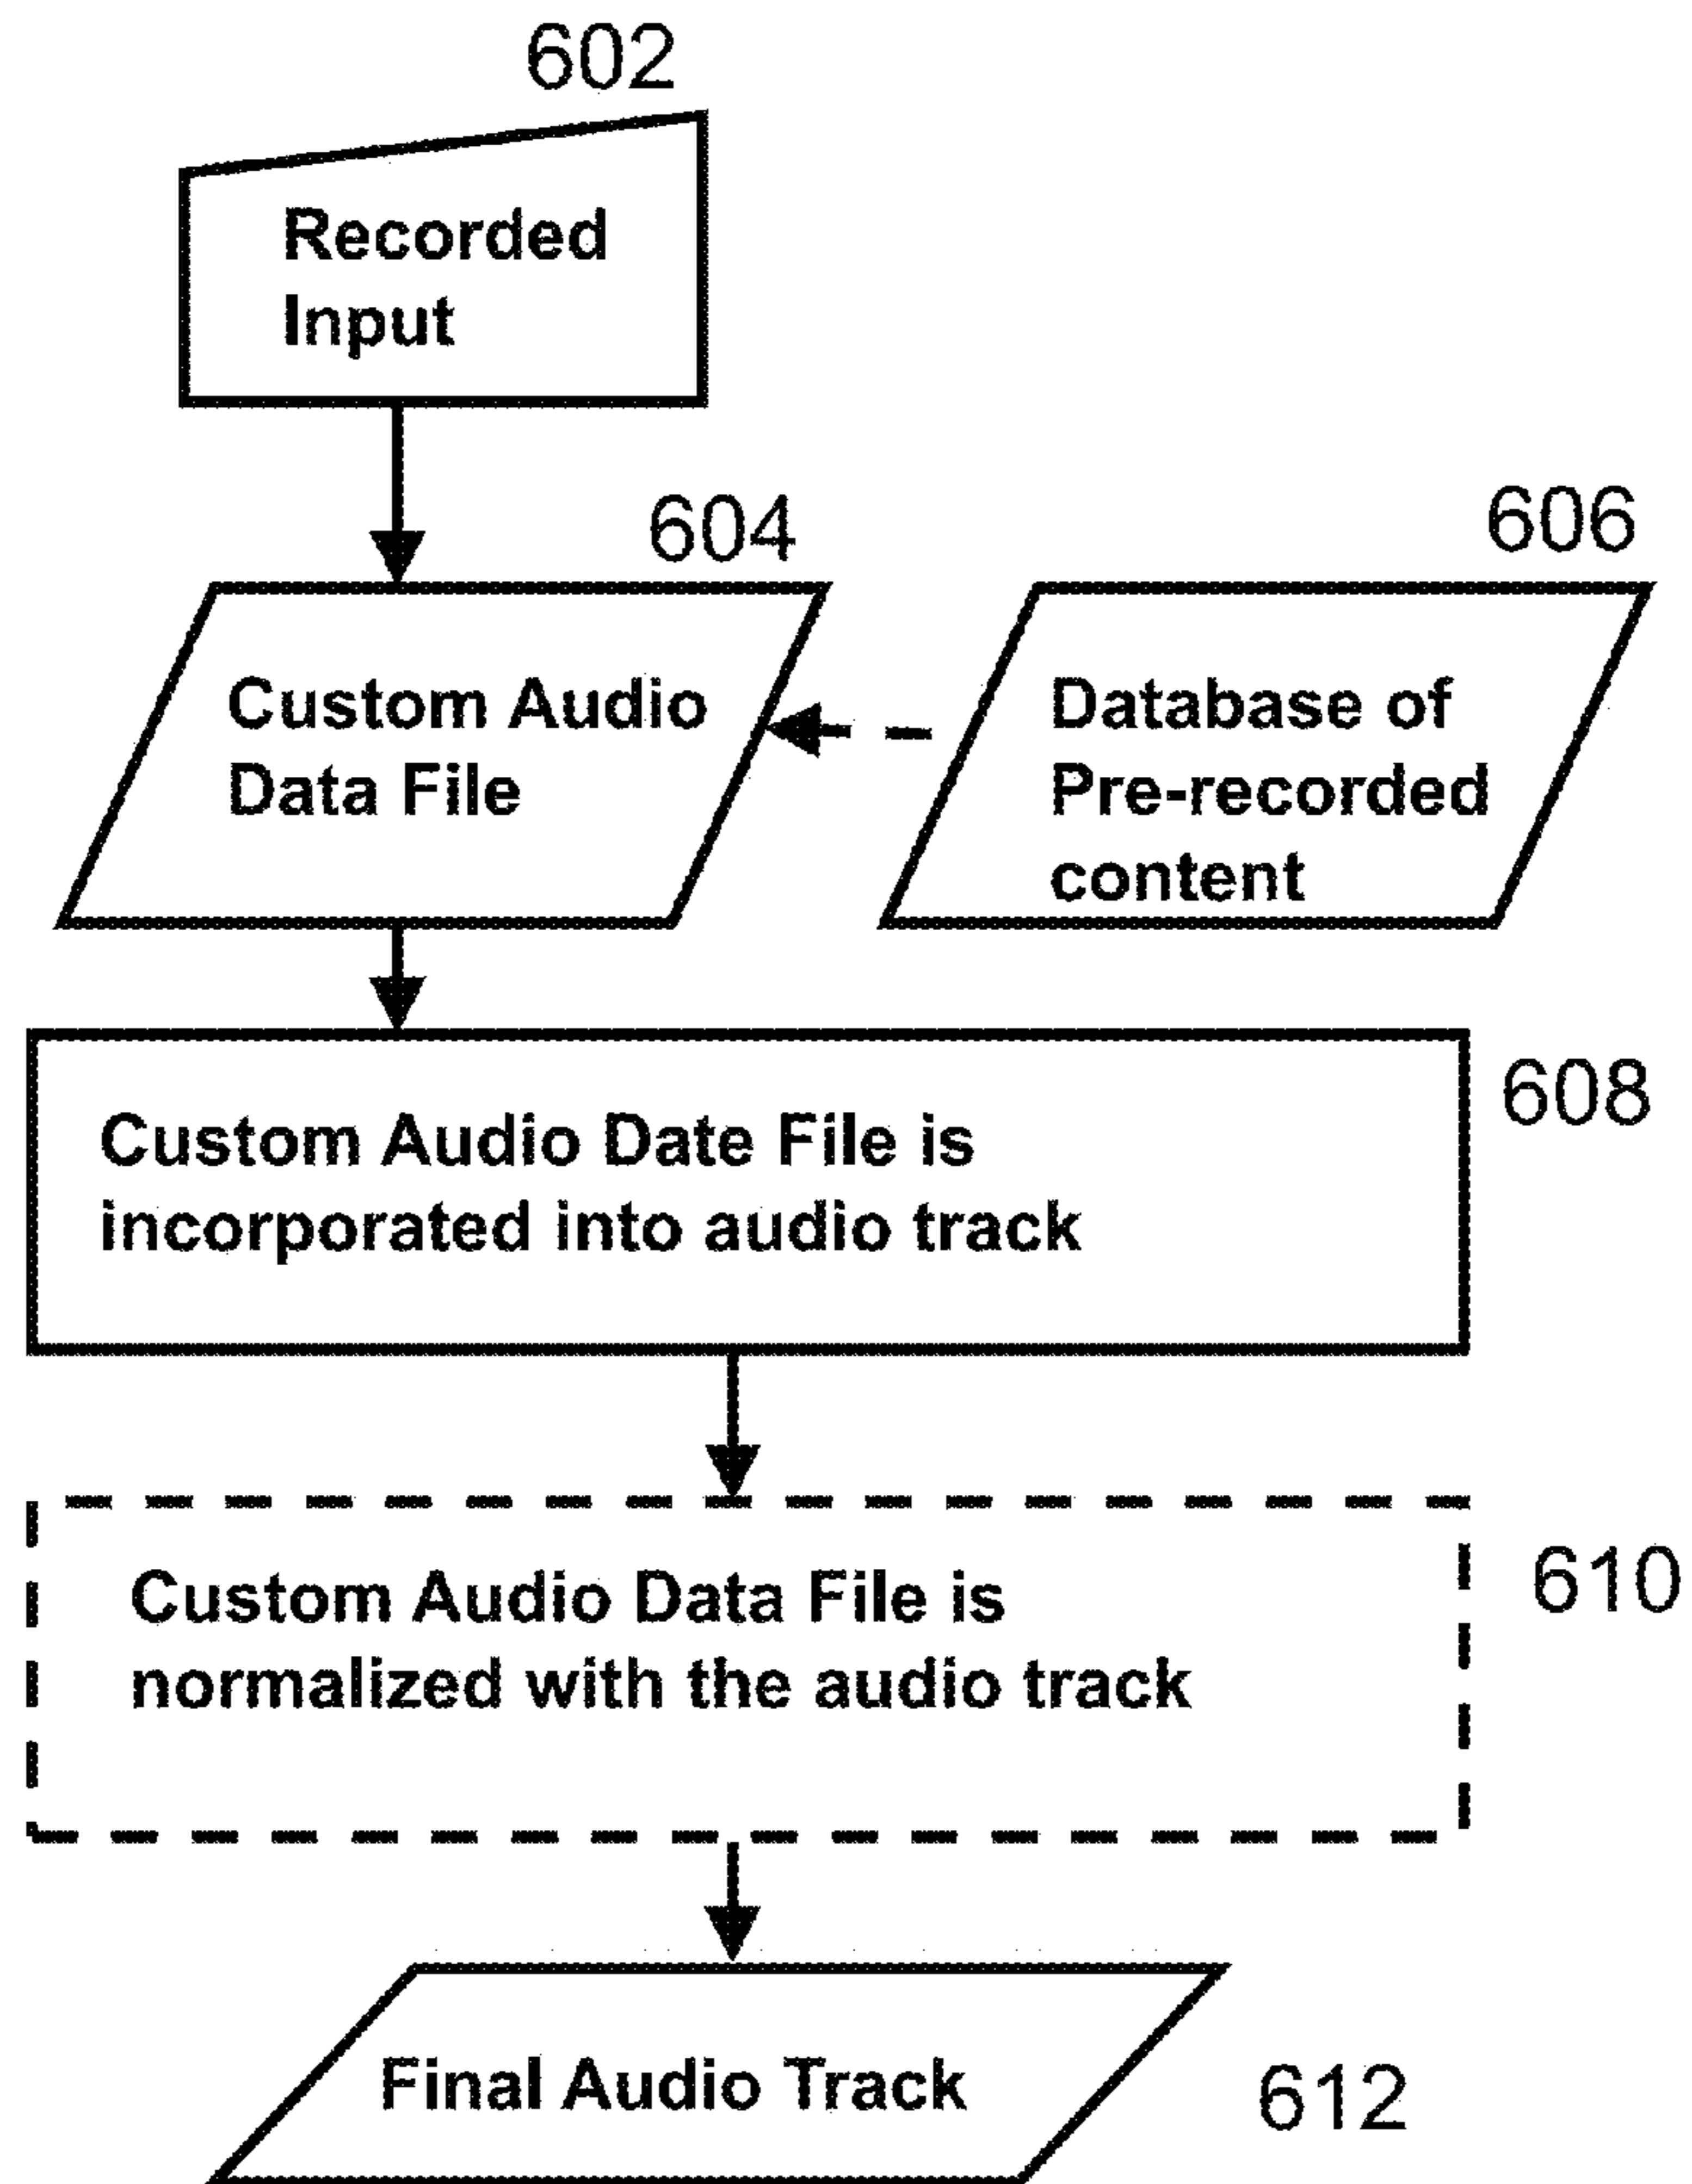 602
Recorded
Input
604
606
Custom Audio
Data File
Database of
Pre-recorded
content
608
Custom Audio Date File is
incorporated into audio track
610
Custom Audio Data File is
normalized with the audio track
Final Audio Track
612